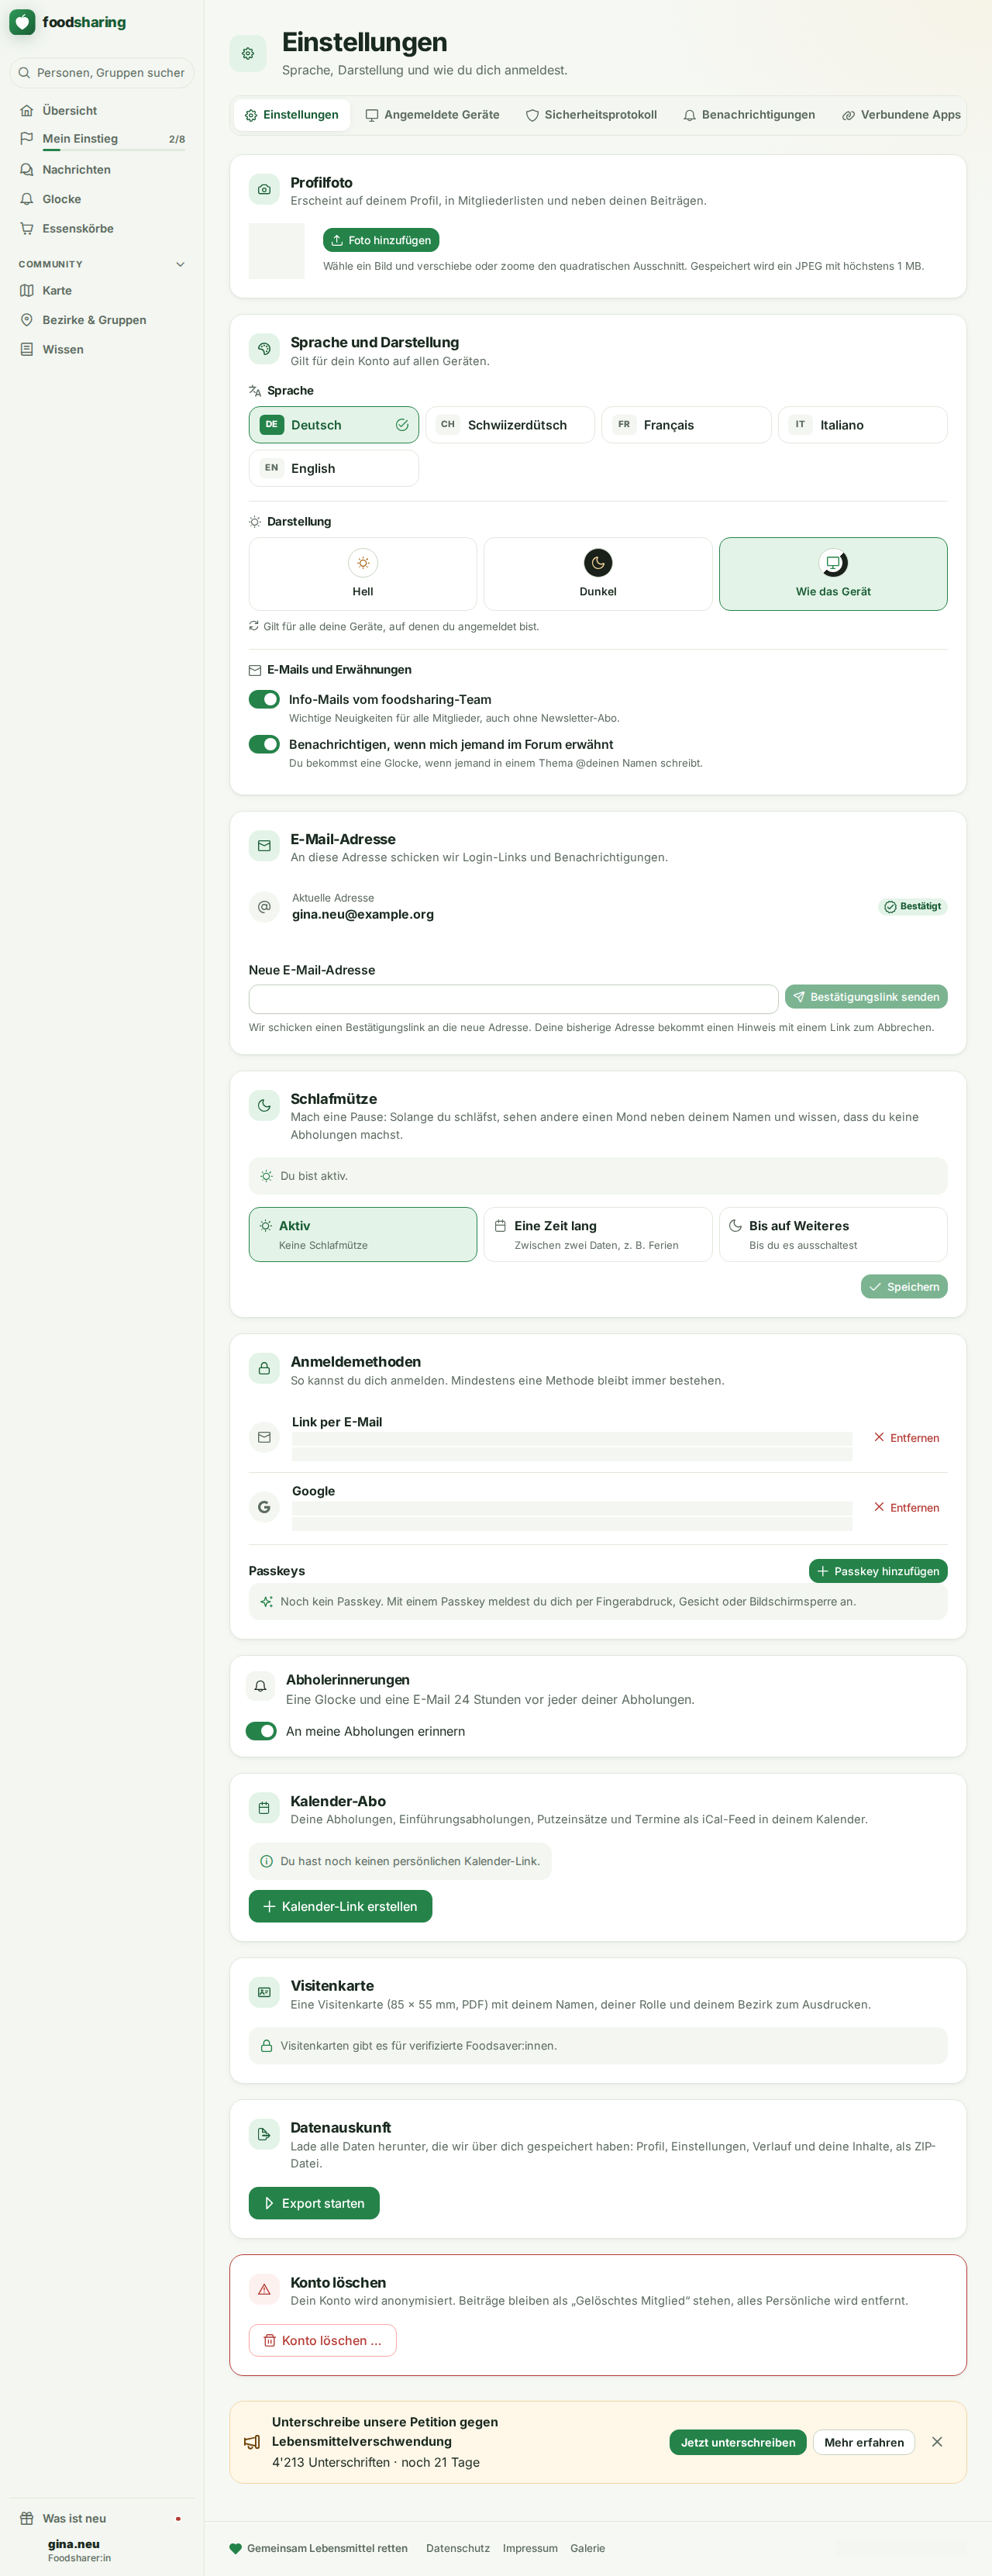 foodsharing
Personen, Gruppen sucher
Übersicht
Mein Einstieg 2/8
Nachrichten
Glocke
Essenskörbe
COMMUNITY
Karte
Bezirke & Gruppen
Wissen
Einstellungen
Sprache, Darstellung und wie du dich anmeldest.
Einstellungen Angemeldete Geräte Sicherheitsprotokoll Benachrichtigungen Verbundene Apps
Profilfoto
Erscheint auf deinem Profil, in Mitgliederlisten und neben deinen Beiträgen.
Foto hinzufügen
Wähle ein Bild und verschiebe oder zoome den quadratischen Ausschnitt. Gespeichert wird ein JPEG mit höchstens 1 MB.
Sprache und Darstellung
Gilt für dein Konto auf allen Geräten.
Sprache
DE Deutsch CH Schwiizerdütsch FR Français IT Italiano
EN English
Darstellung
Hell Dunkel Wie das Gerät
Gilt für alle deine Geräte, auf denen du angemeldet bist.
E-Mails und Erwähnungen
Info-Mails vom foodsharing-Team
Wichtige Neuigkeiten für alle Mitglieder, auch ohne Newsletter-Abo.
Benachrichtigen, wenn mich jemand im Forum erwähnt
Du bekommst eine Glocke, wenn jemand in einem Thema @deinen Namen schreibt.
E-Mail-Adresse
An diese Adresse schicken wir Login-Links und Benachrichtigungen.
Aktuelle Adresse
gina.neu@example.org Bestätigt
Neue E-Mail-Adresse
Bestätigungslink senden
Wir schicken einen Bestätigungslink an die neue Adresse. Deine bisherige Adresse bekommt einen Hinweis mit einem Link zum Abbrechen.
Schlafmütze
Mach eine Pause: Solange du schläfst, sehen andere einen Mond neben deinem Namen und wissen, dass du keine
Abholungen machst.
Du bist aktiv.
Aktiv Eine Zeit lang Bis auf Weiteres
Keine Schlafmütze Zwischen zwei Daten, z. B. Ferien Bis du es ausschaltest
Speichern
Anmeldemethoden
So kannst du dich anmelden. Mindestens eine Methode bleibt immer bestehen.
Link per E-Mail
Entfernen
Google
Entfernen
Passkeys Passkey hinzufügen
Noch kein Passkey. Mit einem Passkey meldest du dich per Fingerabdruck, Gesicht oder Bildschirmsperre an.
Abholerinnerungen
Eine Glocke und eine E-Mail 24 Stunden vor jeder deiner Abholungen.
An meine Abholungen erinnern
Kalender-Abo
Deine Abholungen, Einführungsabholungen, Putzeinsätze und Termine als iCal-Feed in deinem Kalender.
Du hast noch keinen persönlichen Kalender-Link.
Kalender-Link erstellen
Visitenkarte
Eine Visitenkarte (85 × 55 mm, PDF) mit deinem Namen, deiner Rolle und deinem Bezirk zum Ausdrucken.
Visitenkarten gibt es für verifizierte Foodsaver:innen.
Datenauskunft
Lade alle Daten herunter, die wir über dich gespeichert haben: Profil, Einstellungen, Verlauf und deine Inhalte, als ZIP-
Datei.
Export starten
Konto löschen
Dein Konto wird anonymisiert. Beiträge bleiben als „Gelöschtes Mitglied“ stehen, alles Persönliche wird entfernt.
Konto löschen …
Unterschreibe unsere Petition gegen
Lebensmittelverschwendung
4'213 Unterschriften · noch 21 Tage
Jetzt unterschreiben Mehr erfahren
Was ist neu
gina.neu
Foodsharer:in
Gemeinsam Lebensmittel retten Datenschutz Impressum Galerie